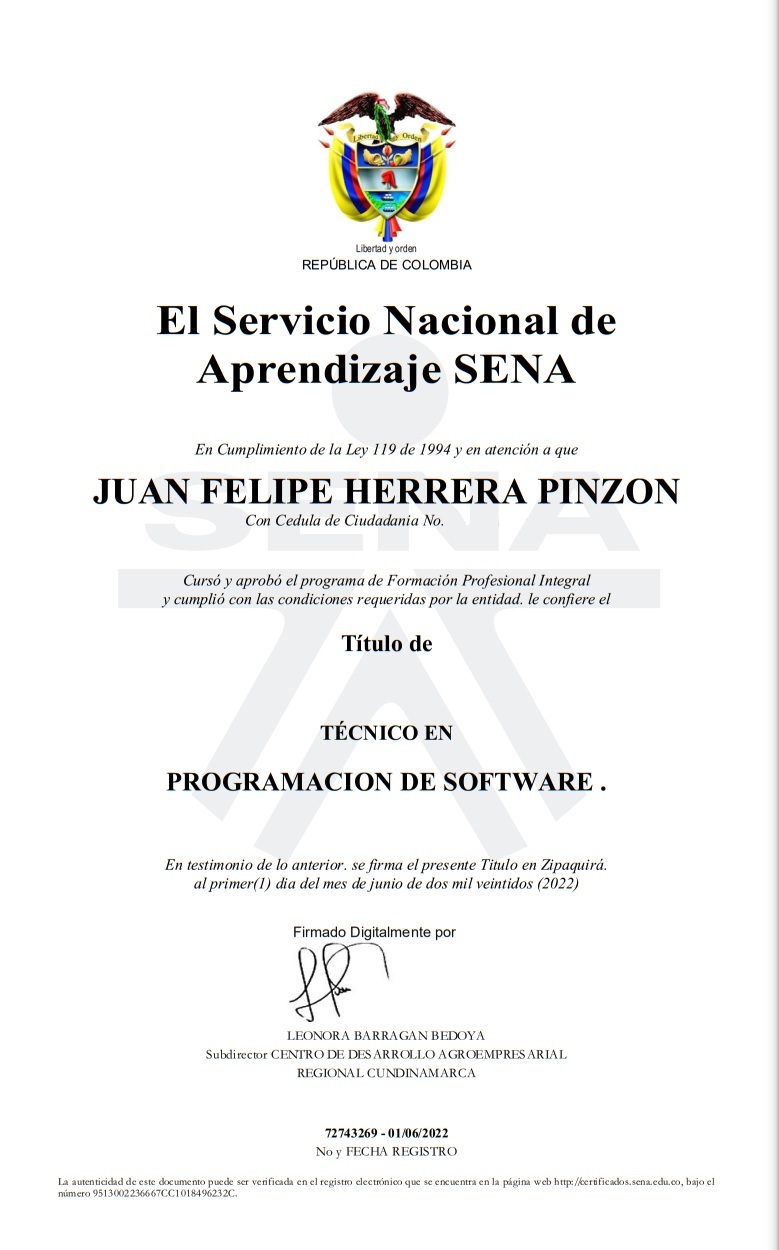 Libertad y Orden
Libertad y orden
REPÚBLICA DE COLOMBIA
El Servicio Nacional de
Aprendizaje SENA
En Cumplimiento de la Ley 119 de 1994 y en atención a que
SENA
JUAN FELIPE HERRERA PINZON
Con Cedula de Ciudadania No.
Cursó y aprobó el programa de Formación Profesional Integral
y cumplió con las condiciones requeridas por la entidad. le confiere el
Título de
TÉCNICO EN
PROGRAMACION DE SOFTWARE .
En testimonio de lo anterior. se firma el presente Titulo en Zipaquirá.
al primer(1) dia del mes de junio de dos mil veintidos (2022)
Firmado Digitalmente por
LEONORA BARRAGAN BEDOYA
Subdirector CENTRO DE DESARROLLO AGROEMPRESARIAL
REGIONAL CUNDINAMARCA
72743269 - 01/06/2022
No y FECHA REGISTRO
La autenticidad de este documento puede ser verificada en el registro electrónico que se encuentra en la página web http://certificados.sena.edu.co, bajo el
número 9513002236667CC1018496232C.